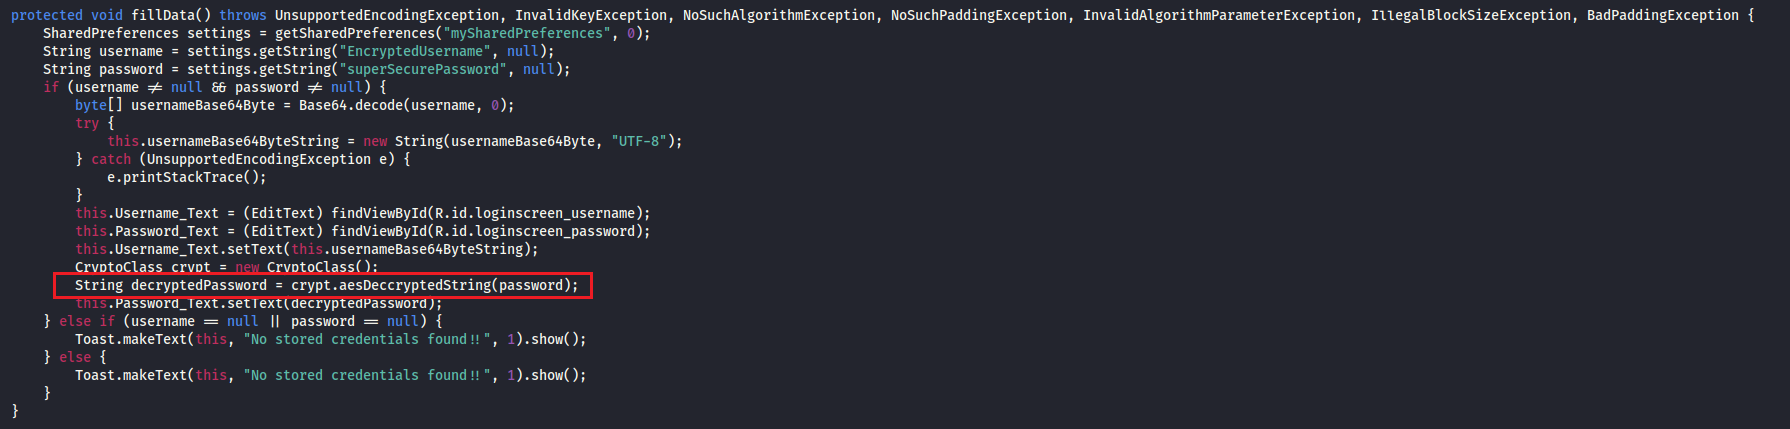 protected void fillData() throws UnsupportedEncodingException, InvalidKeyException, NoSuchAlgorithmException, NoSuchPaddingException, InvalidAlgorithmParameterException, IllegalBlockSizeException, BadPaddingException {
SharedPreferences settings = getSharedPreferences("mySharedPreferences", 0);
String username = settings.getString("EncryptedUsername", null);
String password = settings.getString("superSecurePassword", null);
if (username ≠ null && password ≠ null) {
byte[] usernameBase64Byte = Base64.decode(username, 0);
try {
this.usernameBase64ByteString = new String(usernameBase64Byte, "UTF-8");
} catch (UnsupportedEncodingException e) {
e.printStackTrace();
}
this.Username_Text = (EditText) findViewById(R.id.loginscreen_username);
this.Password_Text = (EditText) findViewById(R.id.loginscreen_password);
this.Username_Text.setText(this.usernameBase64ByteString);
CryptoClass crypt = new CryptoClass();
String decryptedPassword = crypt.aesDeccryptedString(password);
this.Password_Text.setText(decryptedPassword);
} else if (username == null || password == null) {
Toast.makeText(this, "No stored credentials found!!", 1).show();
} else {
Toast.makeText(this, "No stored credentials found!!", 1).show();
}
}